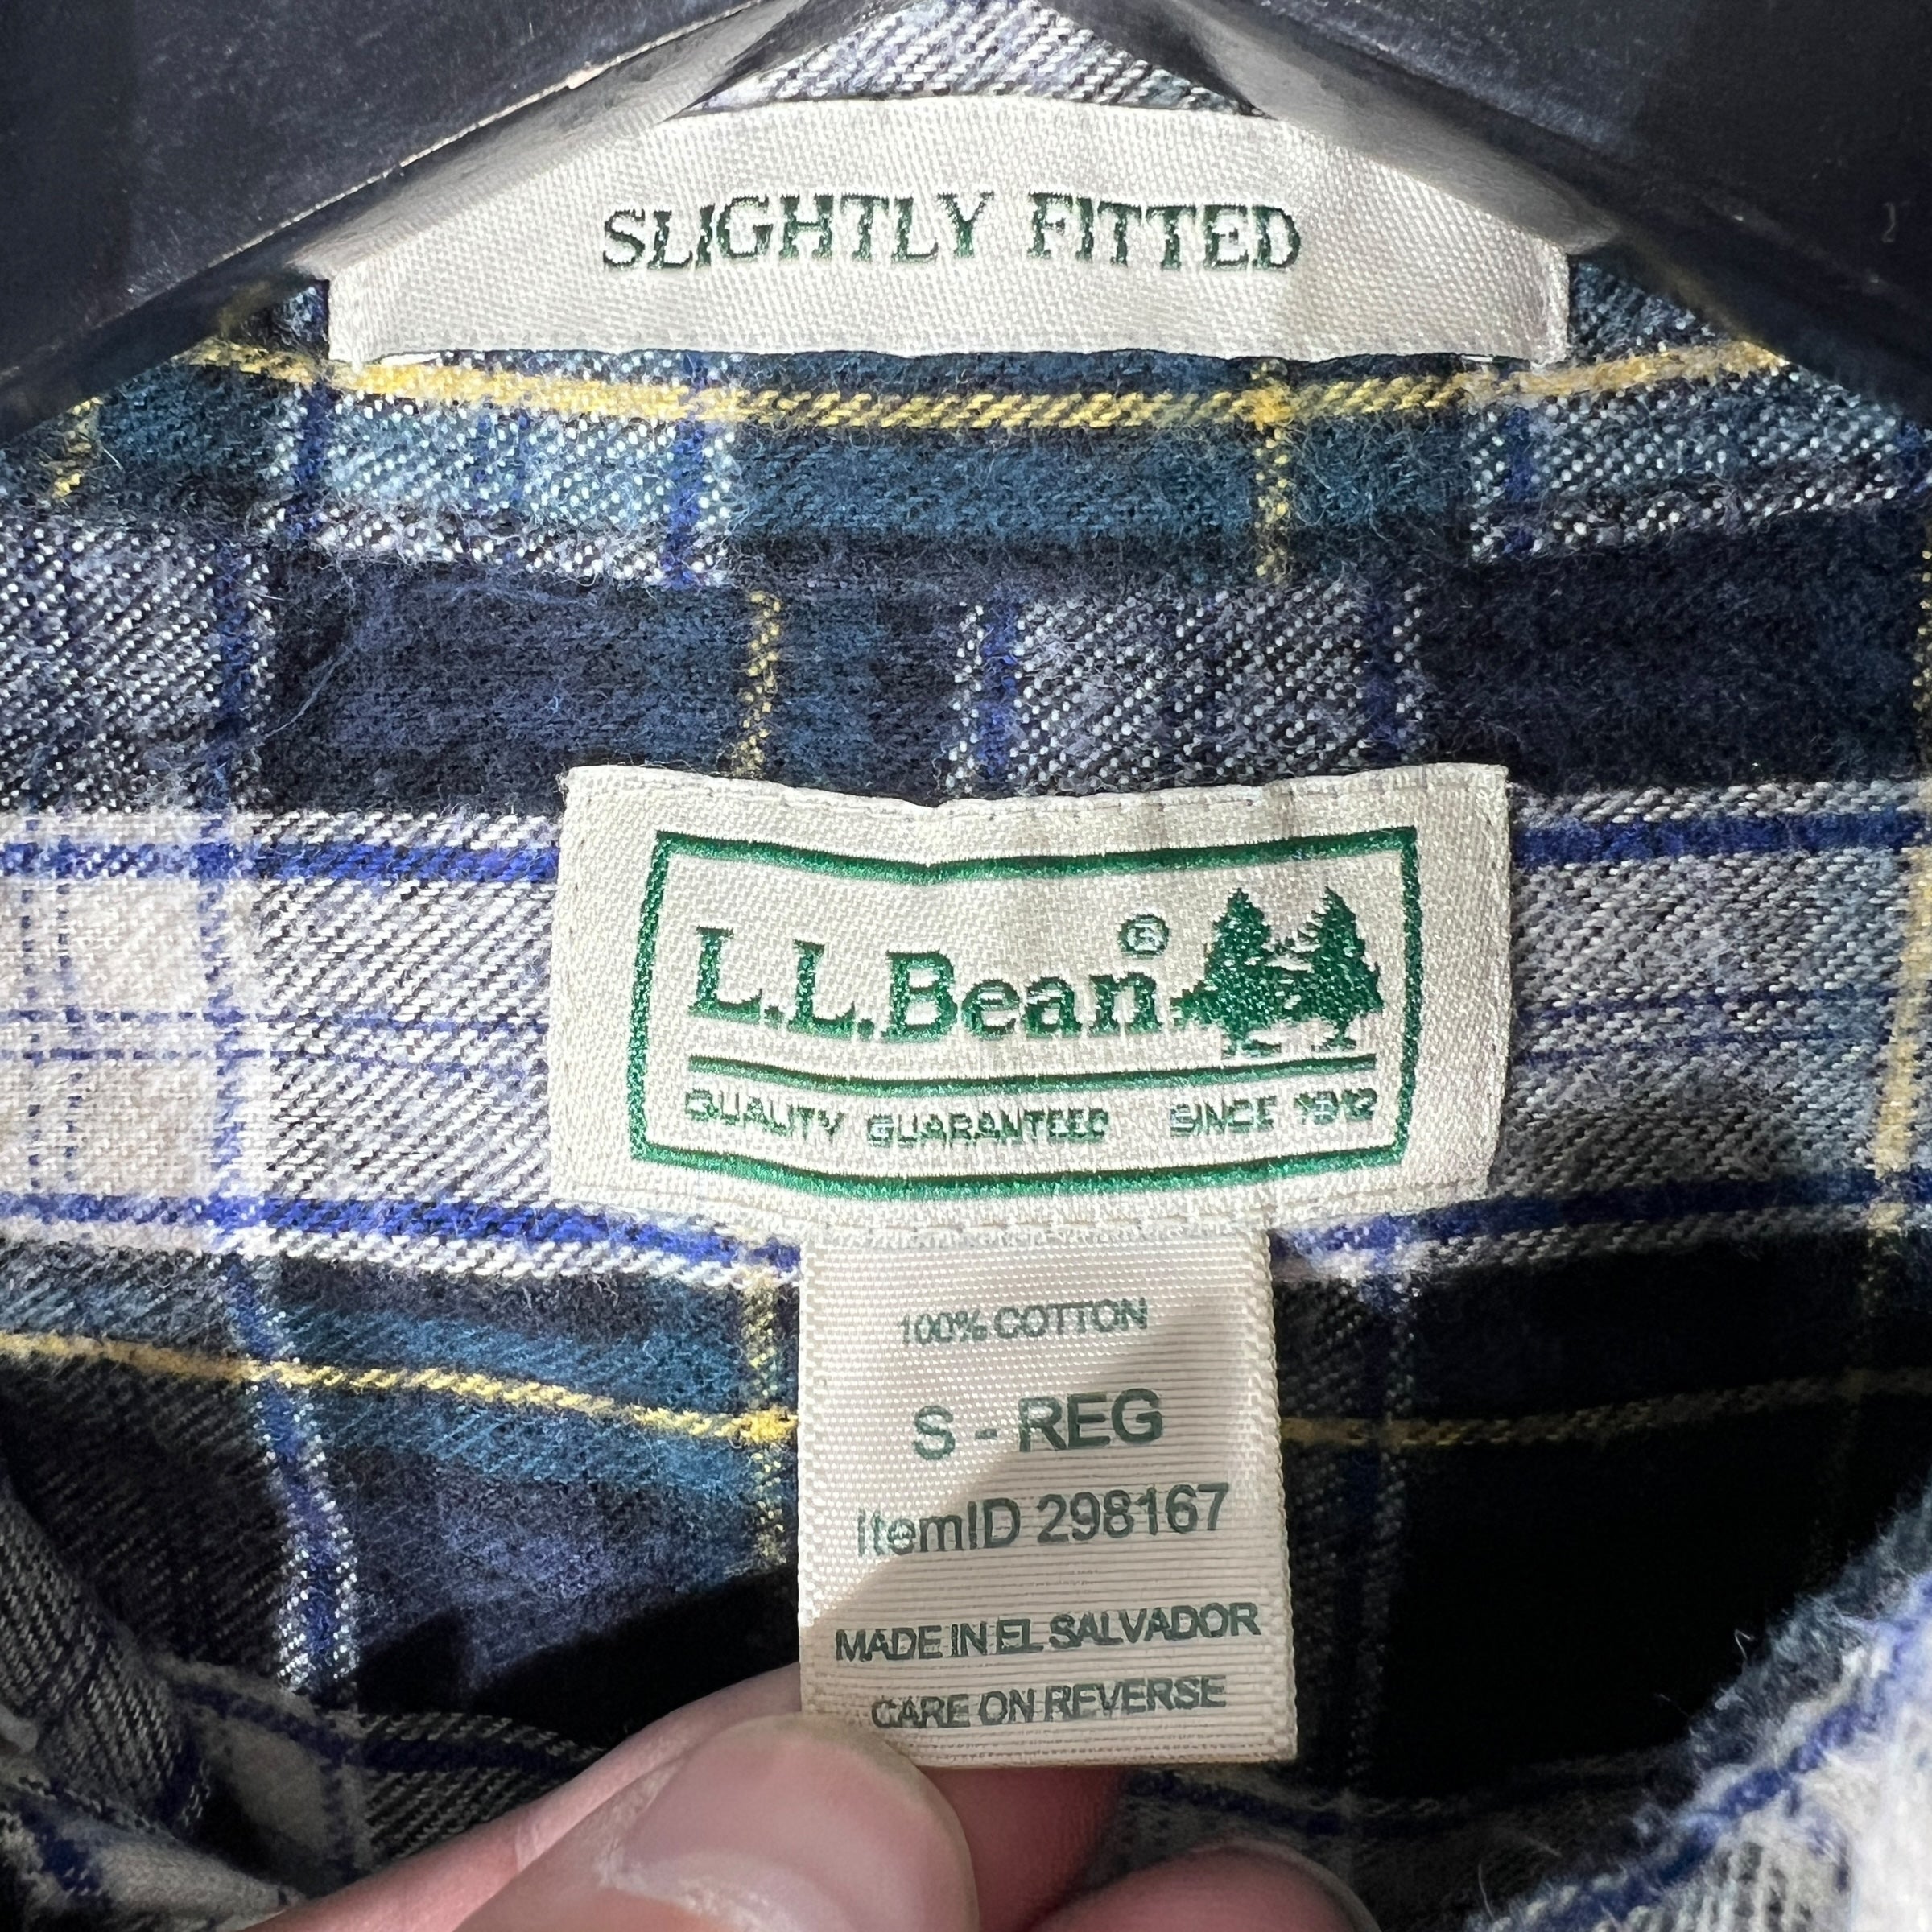 SLIGHTLY FITTED
L.L.Bean®
QUALITY GUARANTEED SINCE 1912
100% COTTON
S - REG
ItemID 298167
MADE IN EL SALVADOR
CARE ON REVERSE